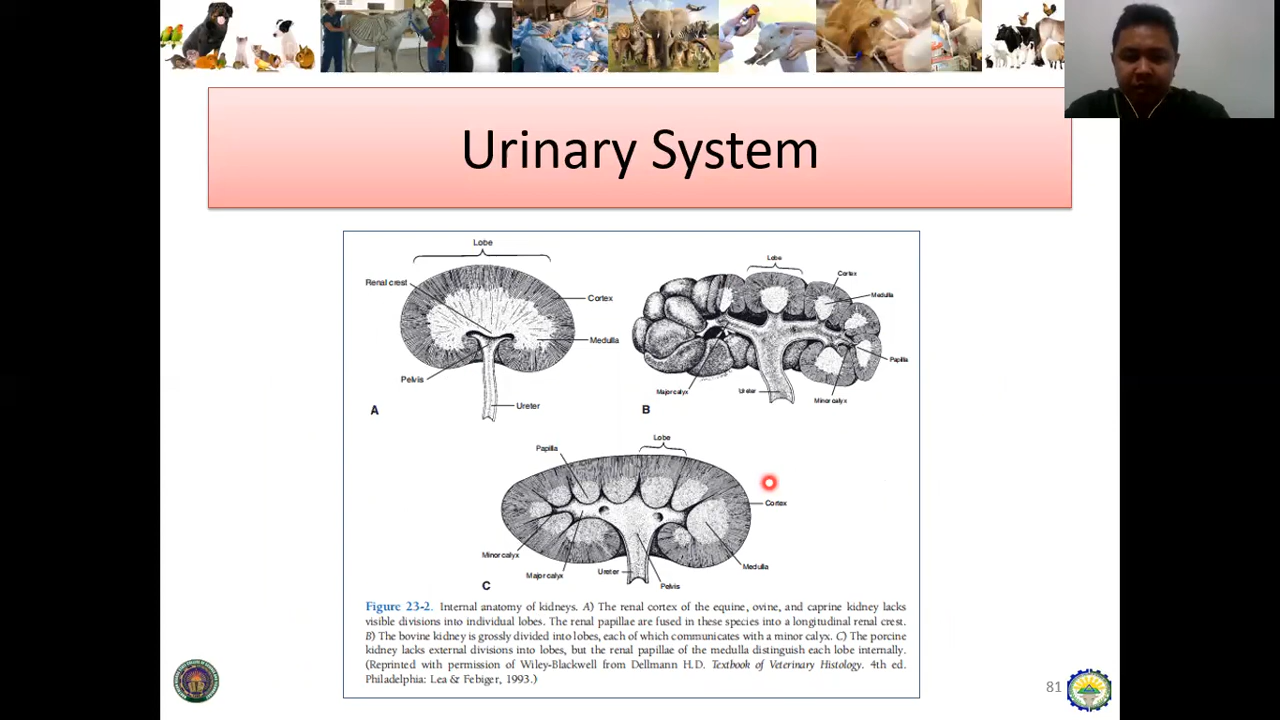 Urinary System
Lobe
Renal crest
Cortex
Medulla
Pelvis
Ureter
A
Lobe
Cortex
Medulla
Papilla
Major calyx
Ureter
Minor calyx
B
Lobe
Papilla
Cortex
Minor calyx
Major calyx
Ureter
Pelvis
Medulla
C
Figure 23-2. Internal anatomy of kidneys. A) The renal cortex of the equine, ovine, and caprine kidney lacks
visible divisions into individual lobes. The renal papillae are fused in these species into a longitudinal renal crest.
B) The bovine kidney is grossly divided into lobes, each of which communicates with a minor calyx. C) The porcine
kidney lacks external divisions into lobes, but the renal papillae of the medulla distinguish each lobe internally.
(Reprinted with permission of Wiley-Blackwell from Dellmann H.D. Textbook of Veterinary Histology. 4th ed.
Philadelphia: Lea & Febiger, 1993.)
81